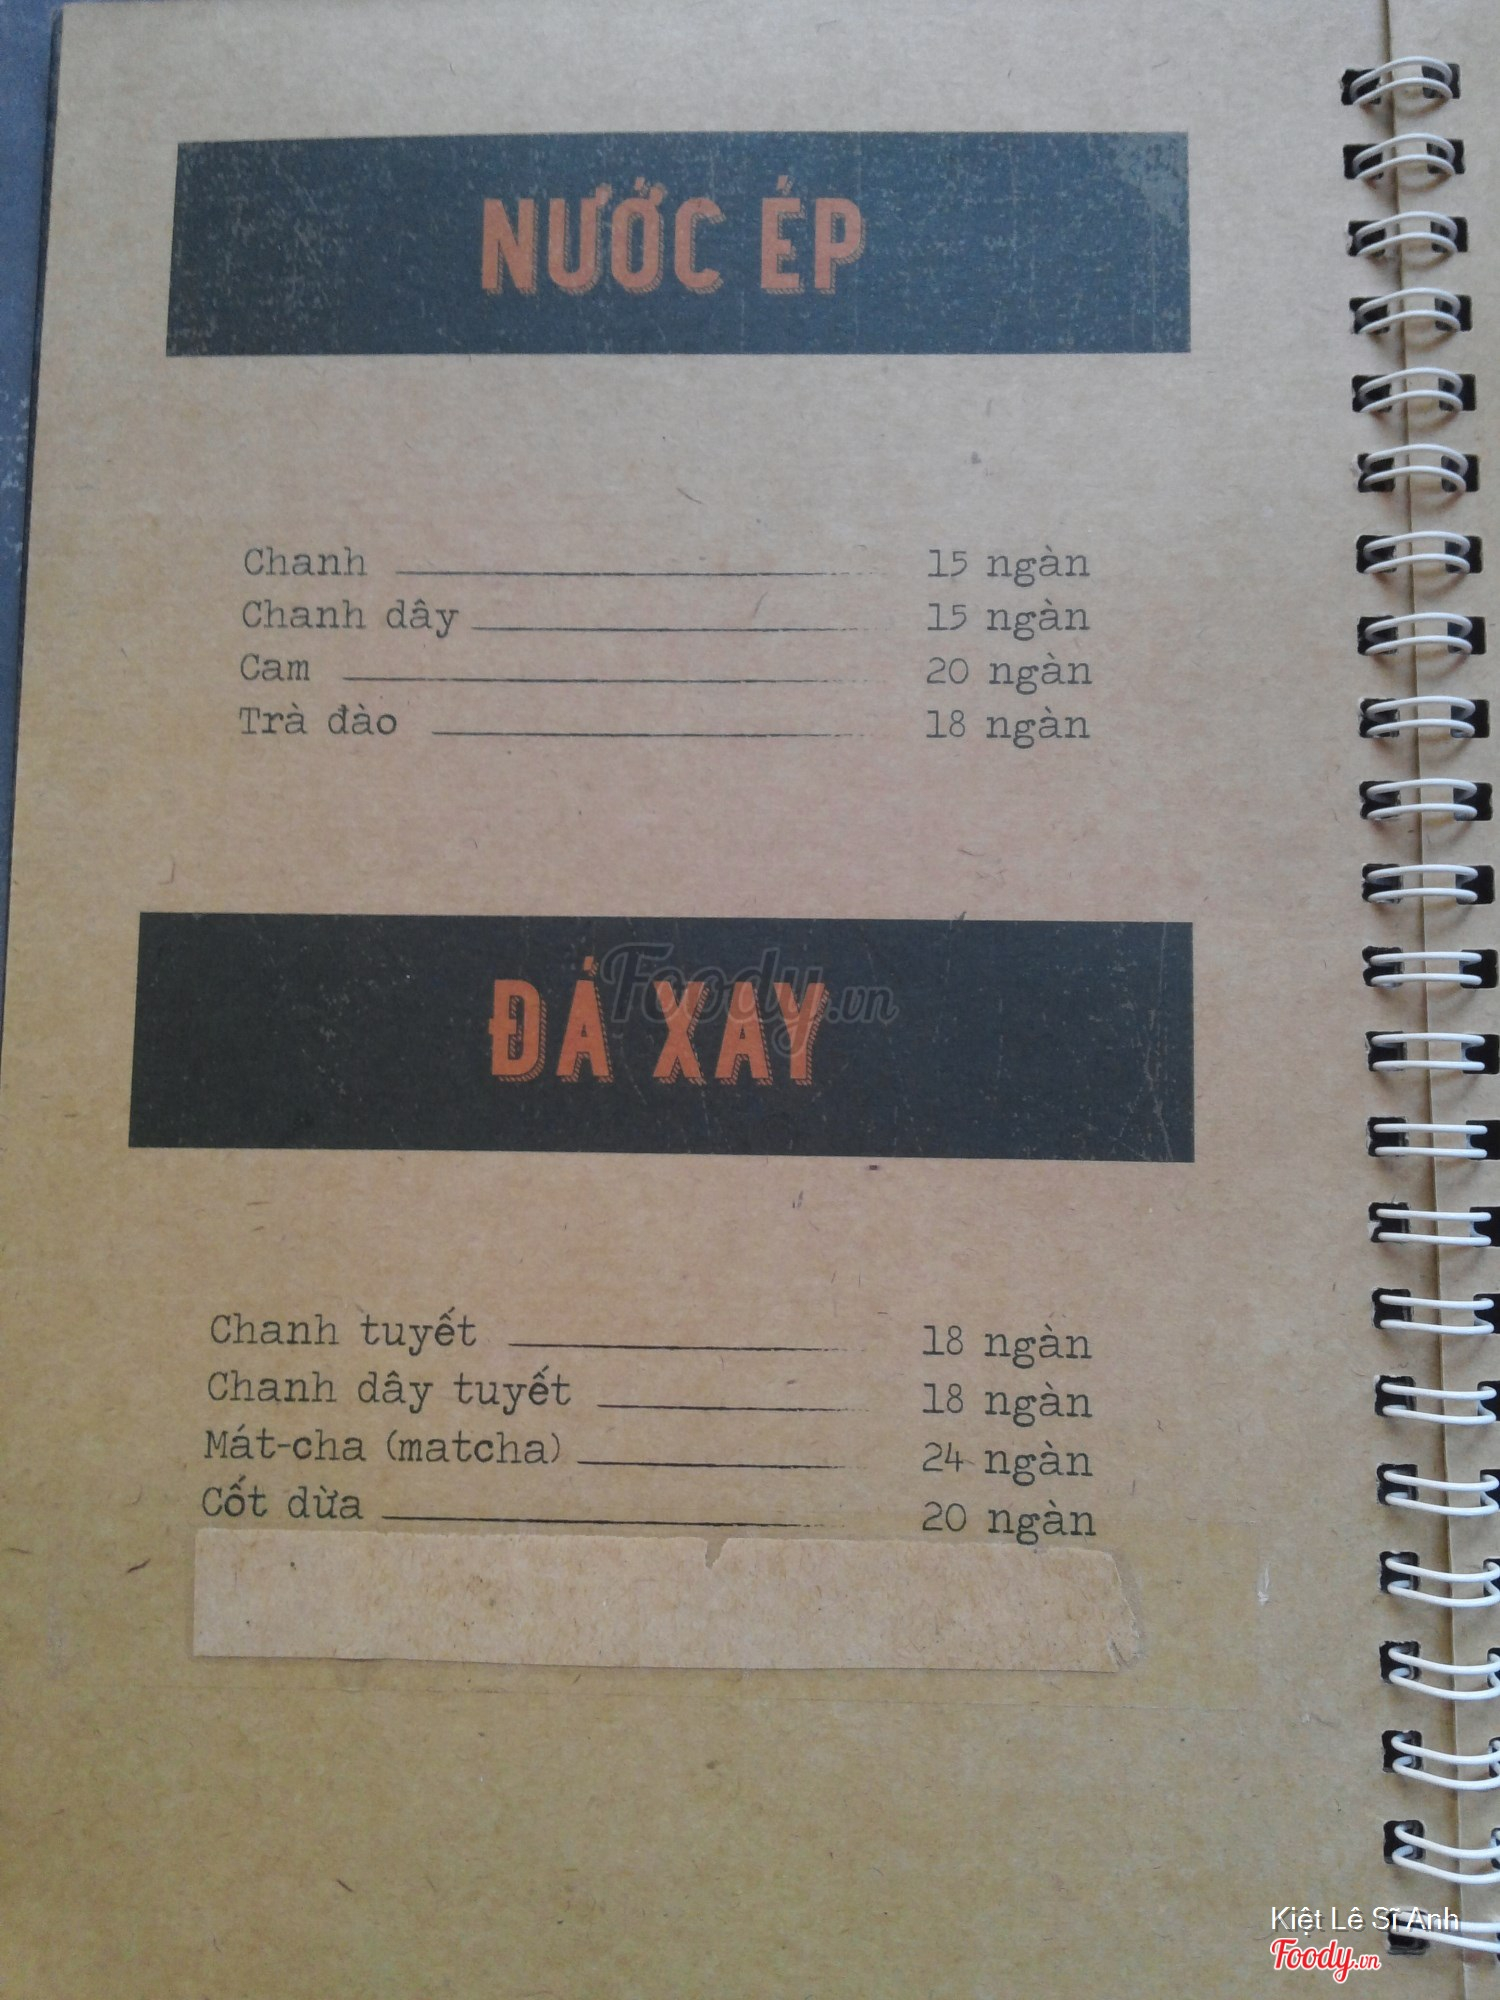 NƯỚC ÉP
Chanh 15 ngàn
Chanh dây 15 ngàn
Cam 20 ngàn
Trà đào 18 ngàn
ĐÁ XAY
Foody.vn
Chanh tuyết 18 ngàn
Chanh dây tuyết 18 ngàn
Mát-cha (matcha) 24 ngàn
Cốt dừa 20 ngàn
Kiệt Lê Sĩ Anh
Foody.vn